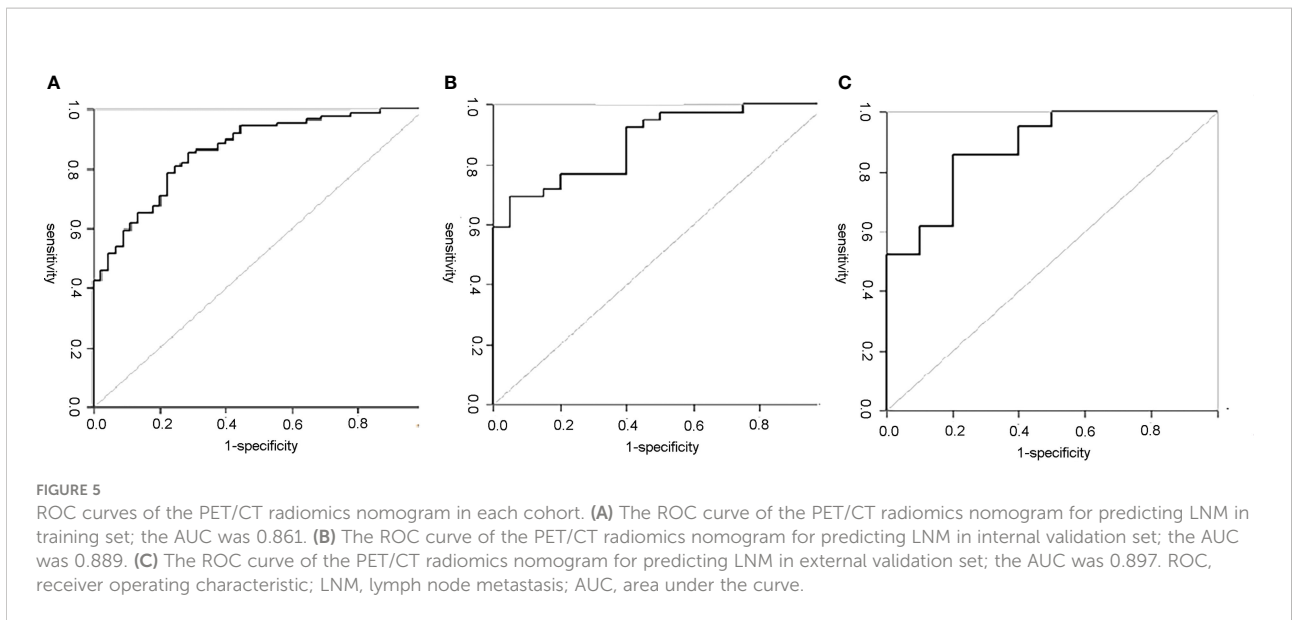 A
B
C
1.0
0.8
0.6
0.4
0.2
0.0
sensitivity
0.0 0.2 0.4 0.6 0.8
1-specificity
1.0
0.8
0.6
0.4
0.2
0.0
sensitivity
0.0 0.2 0.4 0.6 0.8
1-specificity
1.0
0.8
0.6
0.4
0.2
0.0
sensitivity
0.0 0.2 0.4 0.6 0.8
1-specificity
FIGURE 5
ROC curves of the PET/CT radiomics nomogram in each cohort. (A) The ROC curve of the PET/CT radiomics nomogram for predicting LNM in
training set; the AUC was 0.861. (B) The ROC curve of the PET/CT radiomics nomogram for predicting LNM in internal validation set; the AUC
was 0.889. (C) The ROC curve of the PET/CT radiomics nomogram for predicting LNM in external validation set; the AUC was 0.897. ROC,
receiver operating characteristic; LNM, lymph node metastasis; AUC, area under the curve.